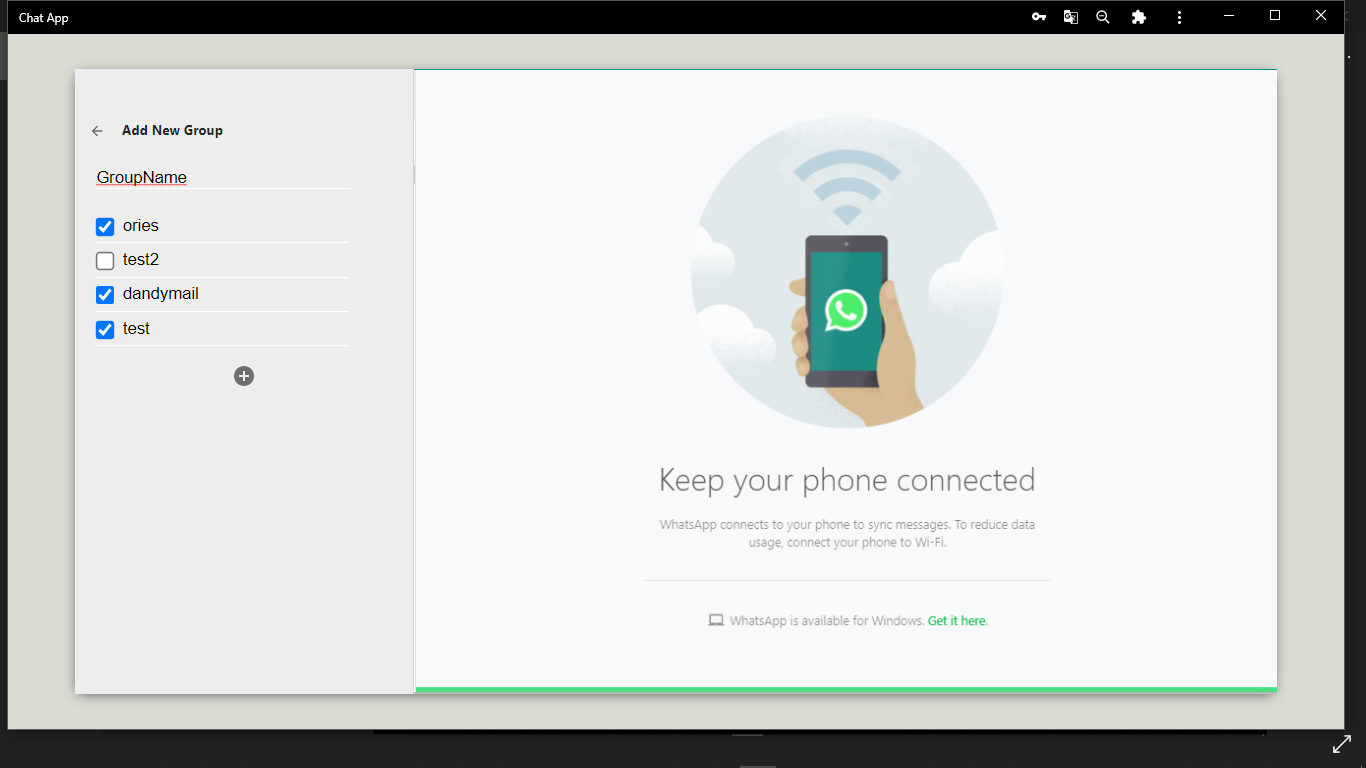 Chat App
Add New Group
GroupName
ories
test2
dandymail
test
Keep your phone connected
WhatsApp connects to your phone to sync messages. To reduce data
usage, connect your phone to Wi-Fi.
WhatsApp is available for Windows. Get it here.